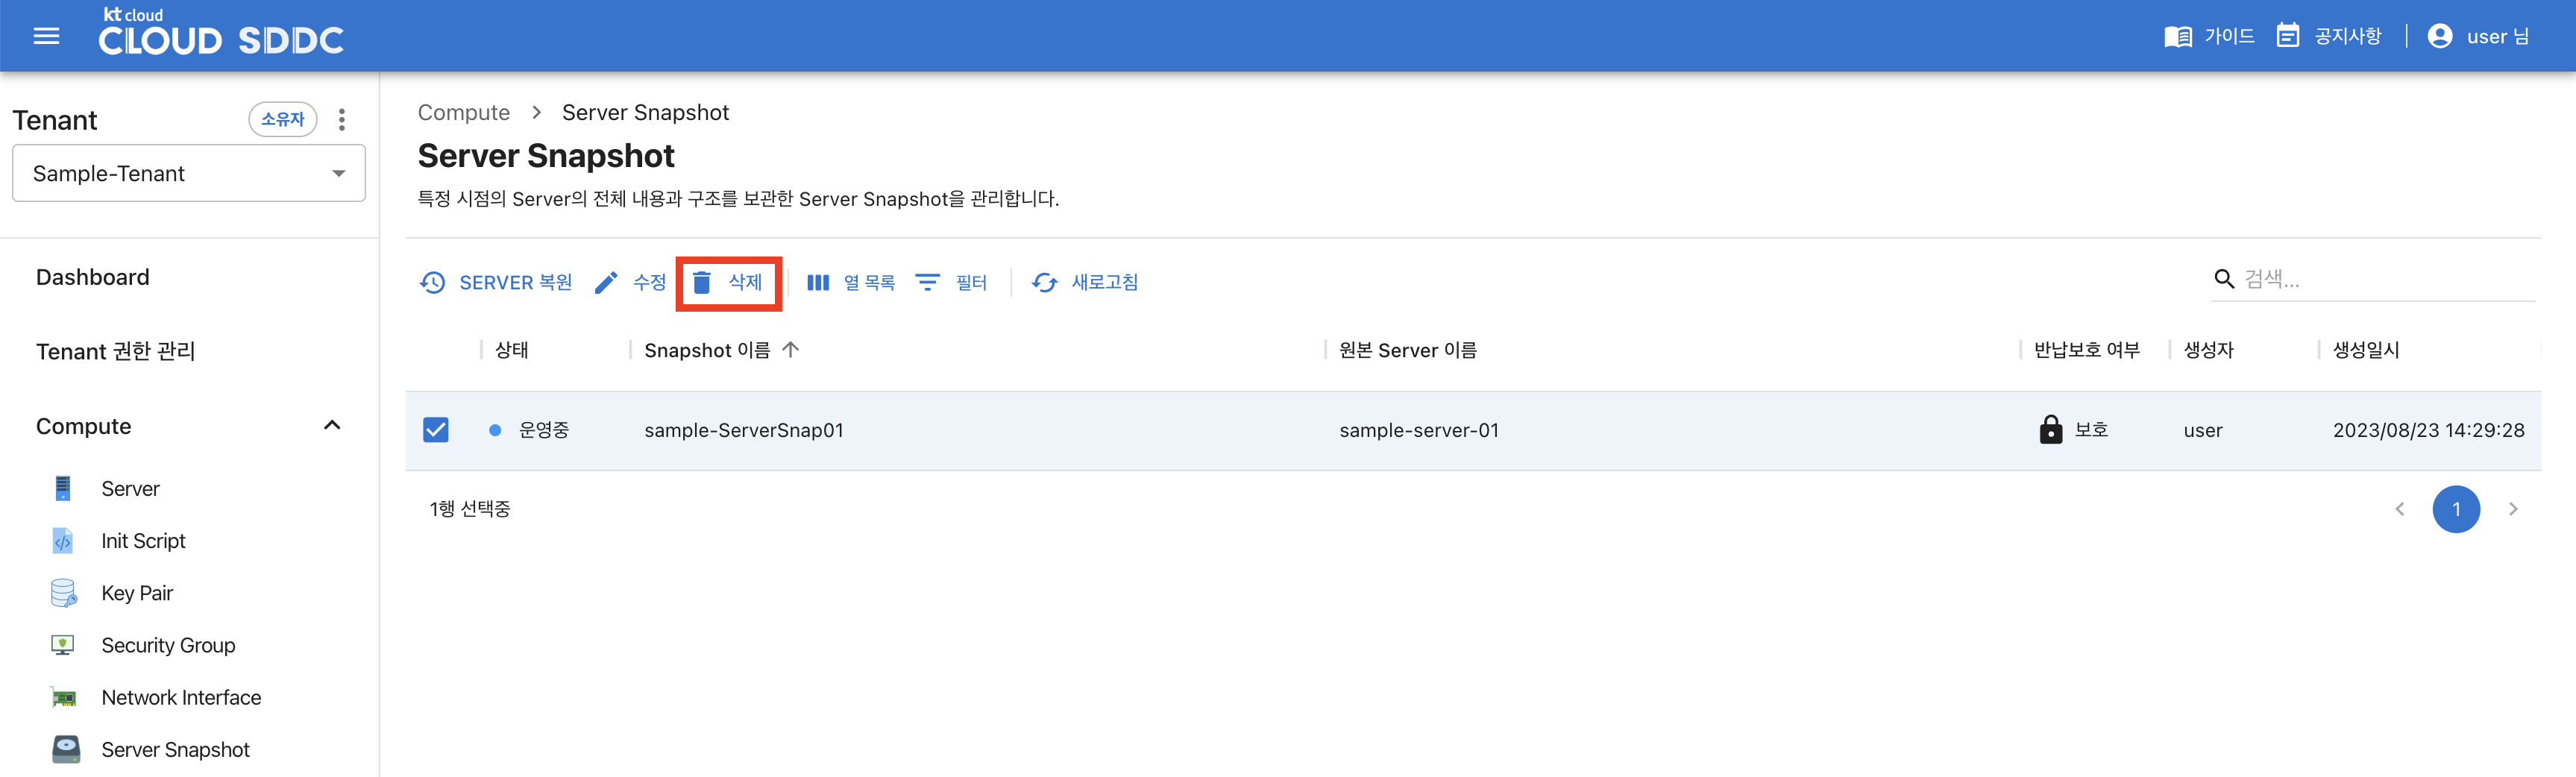 kt cloud
CLOUD SDDC
가이드 공지사항 user 님
Tenant 소유자
Sample-Tenant
Dashboard
Tenant 권한 관리
Compute
Server
Init Script
Key Pair
Security Group
Network Interface
Server Snapshot
Compute > Server Snapshot
Server Snapshot
특정 시점의 Server의 전체 내용과 구조를 보관한 Server Snapshot을 관리합니다.
SERVER 복원 수정 삭제 열 목록 필터 새로고침 검색...
상태 Snapshot 이름 원본 Server 이름 반납보호 여부 생성자 생성일시
운영중 sample-ServerSnap01 sample-server-01 보호 user 2023/08/23 14:29:28
1행 선택중 1